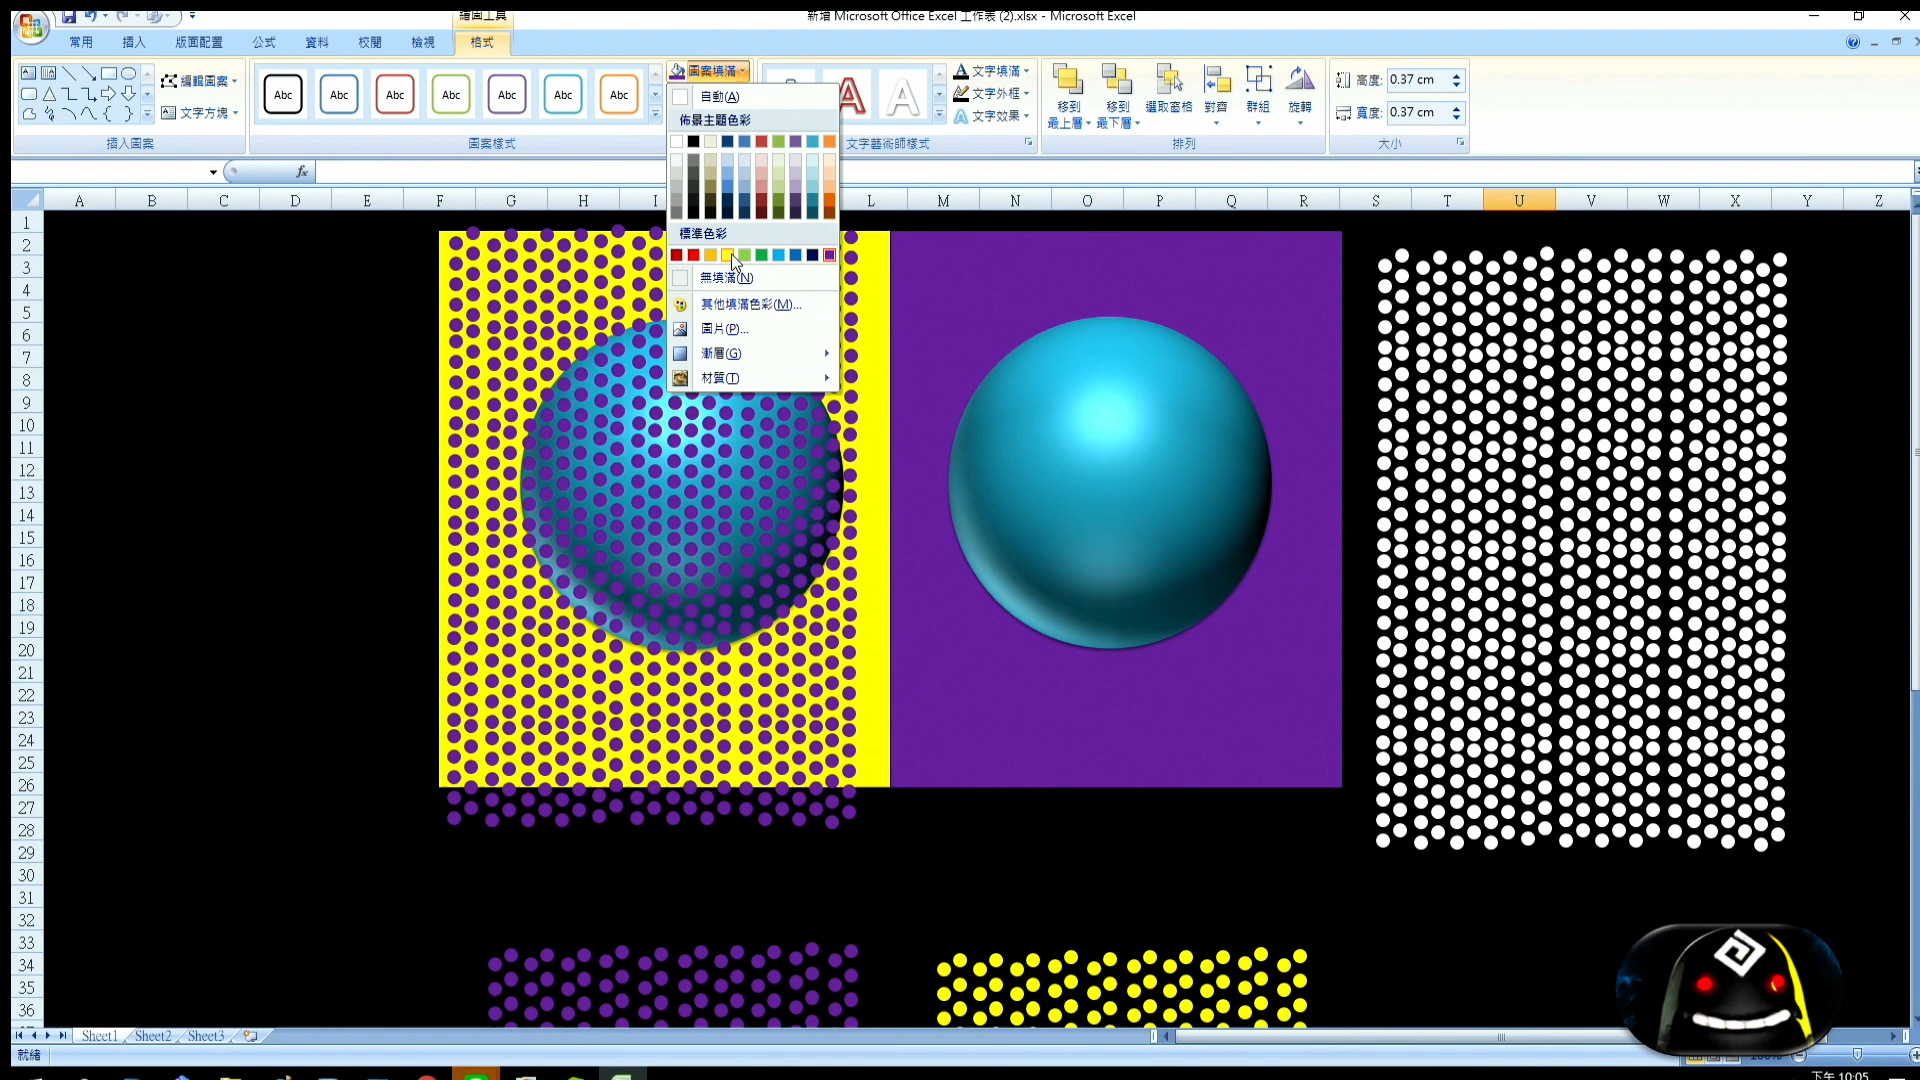 繪圖工具
新增 Microsoft Office Excel 工作表 (2).xlsx - Microsoft Excel
常用 插入 版面配置 公式 資料 校閱 檢視 格式
編輯圖案
文字方塊
Abc Abc Abc Abc Abc Abc Abc
圖案填滿
文字填滿
文字外框
文字效果
移到最上層
移到最下層
選取窗格
對齊
群組
旋轉
高度: 0.37 cm
寬度: 0.37 cm
插入圖案 圖案樣式 文字藝術師樣式 排列 大小
自動(A)
佈景主題色彩
標準色彩
無填滿(N)
其他填滿色彩(M)...
圖片(P)...
漸層(G)
材質(T)
fx
A B C D E F G H I L M N O P Q R S T U V W X Y Z
1
2
3
4
5
6
7
8
9
10
11
12
13
14
15
16
17
18
19
20
21
22
23
24
25
26
27
28
29
30
31
32
33
34
35
36
Sheet1 Sheet2 Sheet3
就緒
100%
下午 10:05